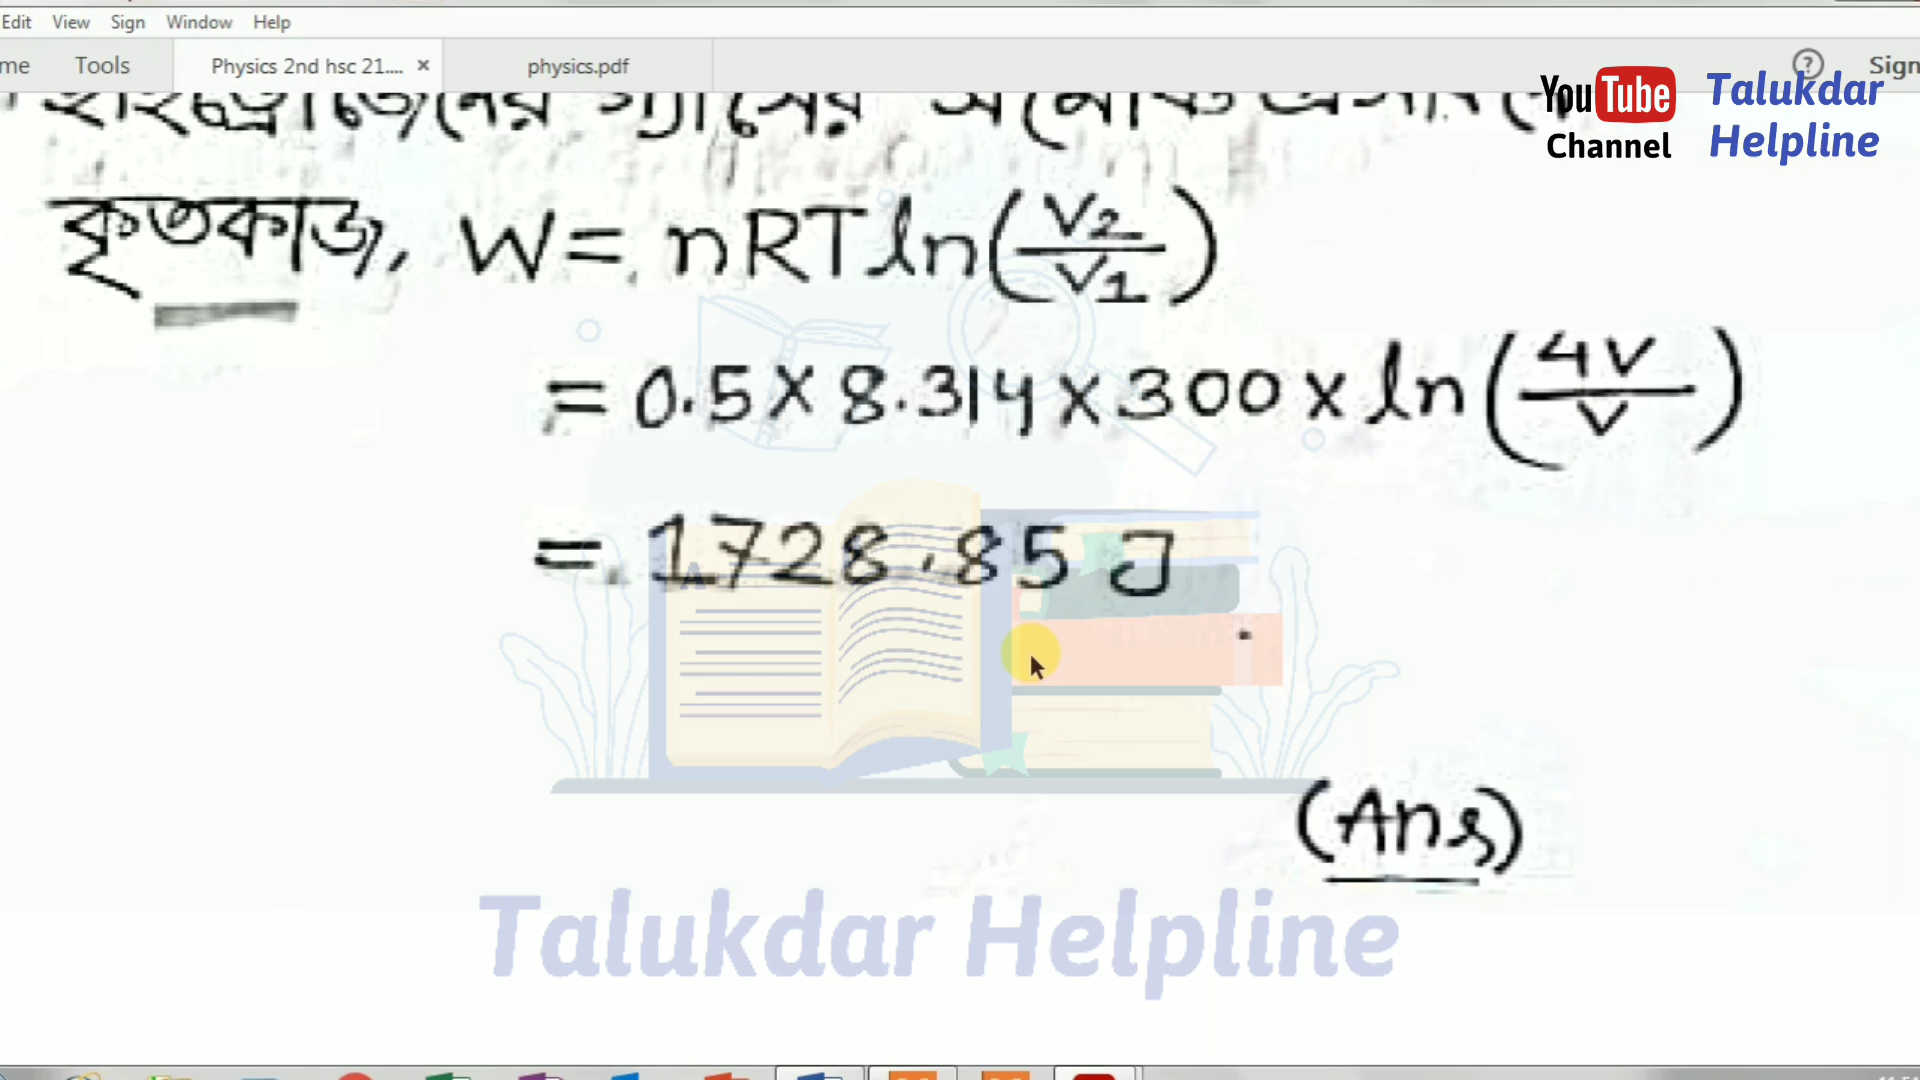 Edit View Sign Window Help
me Tools Physics 2nd hsc 21.... × physics.pdf ? Sign
YouTube Channel
Talukdar Helpline
হাইড্রোজেনের গ্যাসের
কৃতকাজ, W = nRT ln(V2/V1)
= 0.5 × 8.314 × 300 × ln(4V/V)
= 1728.85 J
(Ans)
Talukdar Helpline